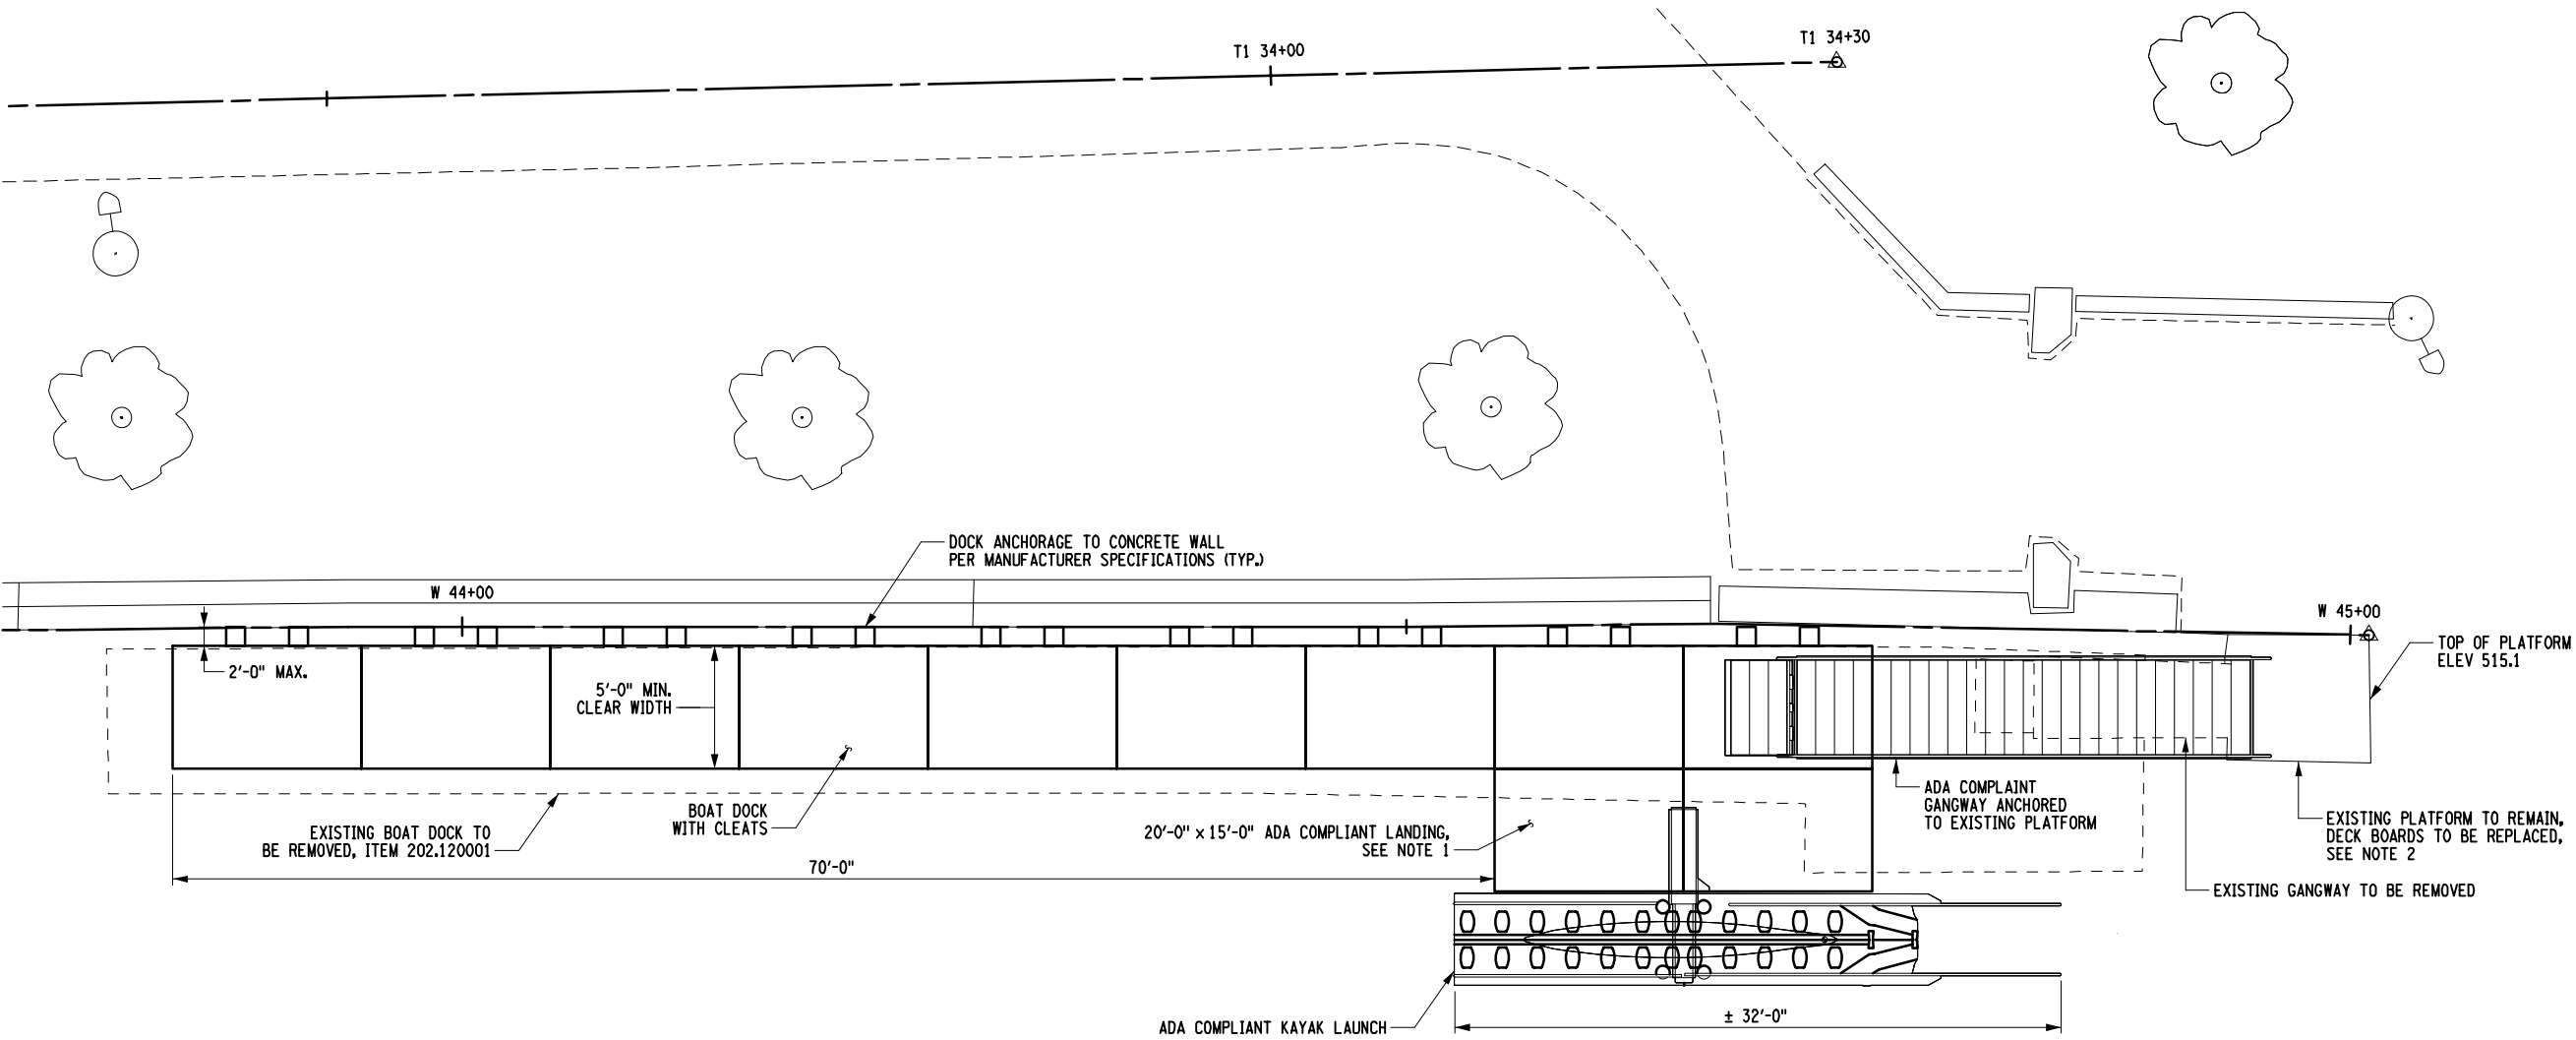 T1 34+00
T1 34+30
DOCK ANCHORAGE TO CONCRETE WALL
PER MANUFACTURER SPECIFICATIONS (TYP.)
W 44+00
W 45+00
TOP OF PLATFORM
ELEV 515.1
2'-0" MAX.
5'-0" MIN.
CLEAR WIDTH
BOAT DOCK
WITH CLEATS
EXISTING BOAT DOCK TO
BE REMOVED, ITEM 202.120001
20'-0" x 15'-0" ADA COMPLIANT LANDING,
SEE NOTE 1
ADA COMPLAINT
GANGWAY ANCHORED
TO EXISTING PLATFORM
EXISTING PLATFORM TO REMAIN,
DECK BOARDS TO BE REPLACED,
SEE NOTE 2
70'-0"
EXISTING GANGWAY TO BE REMOVED
ADA COMPLIANT KAYAK LAUNCH
± 32'-0"